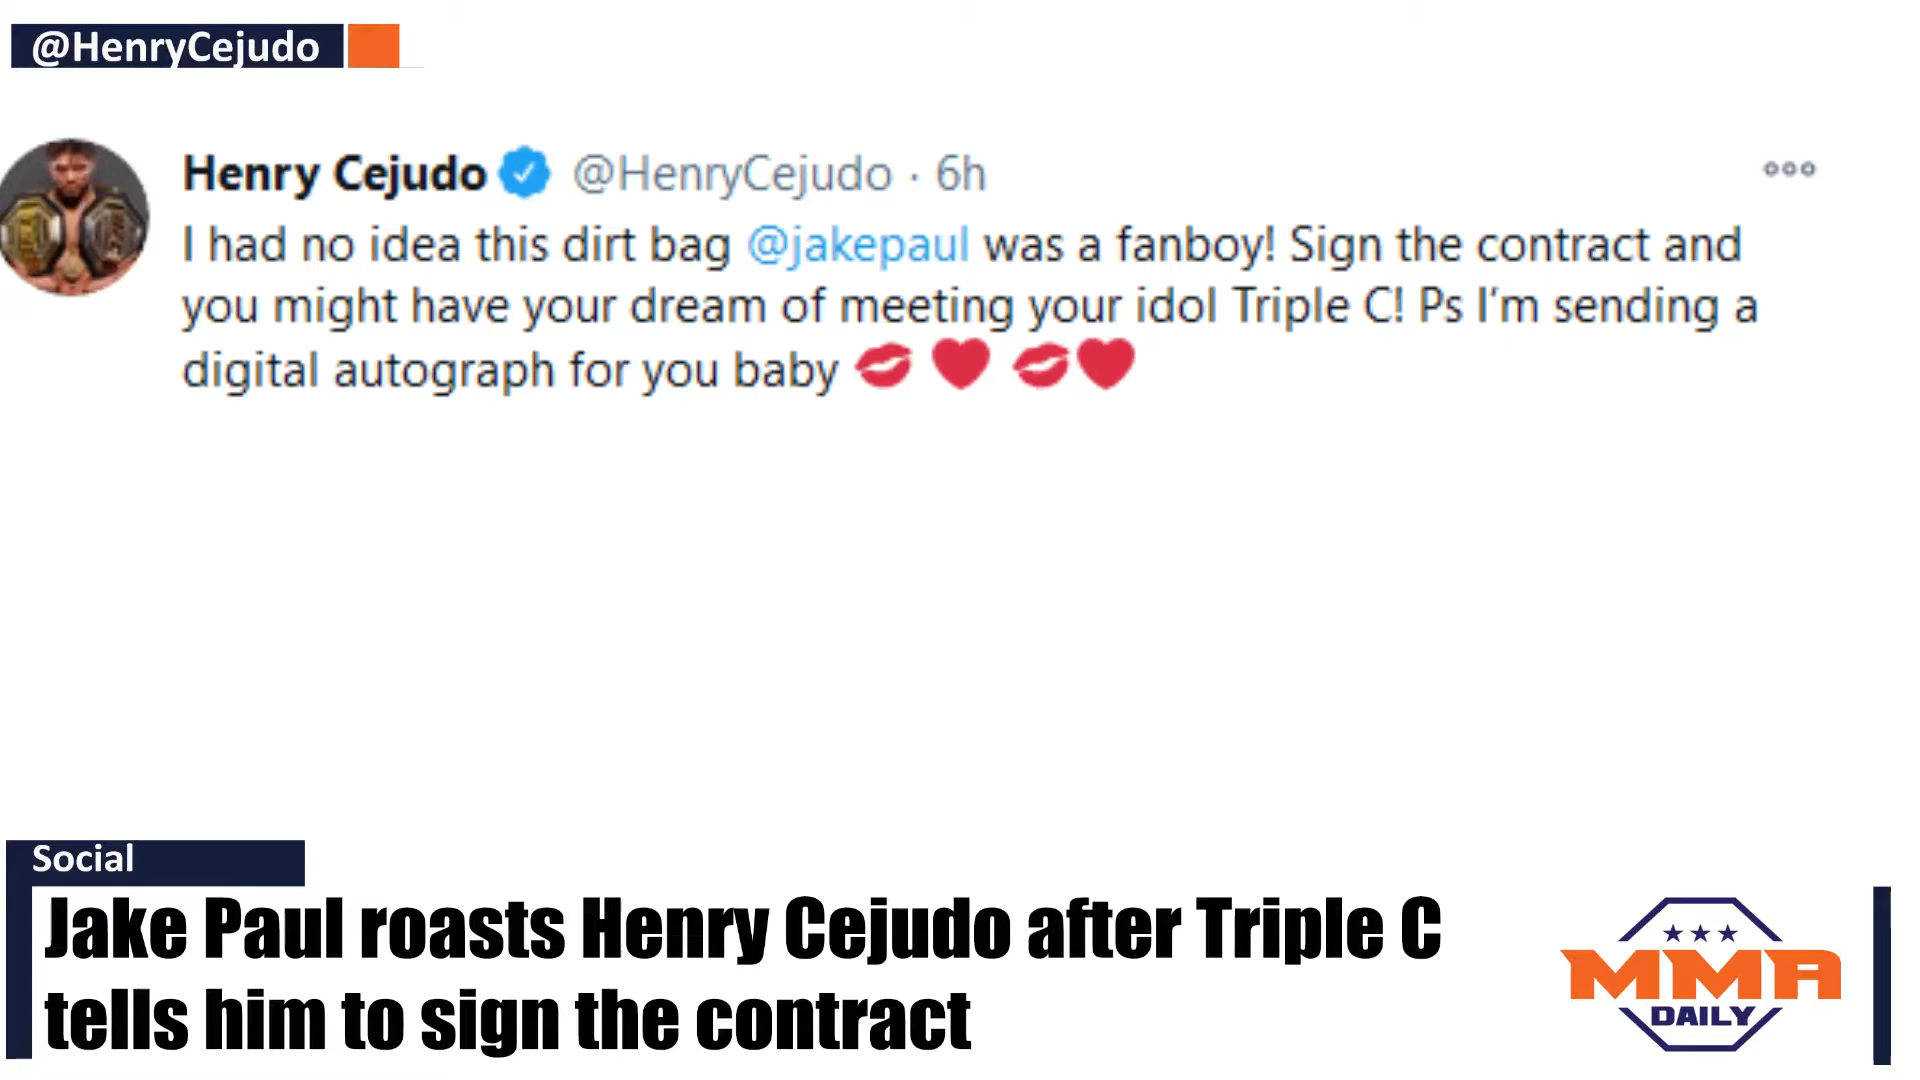 @HenryCejudo
Henry Cejudo @HenryCejudo · 6h
I had no idea this dirt bag @jakepaul was a fanboy! Sign the contract and
you might have your dream of meeting your idol Triple C! Ps I'm sending a
digital autograph for you baby 💋 ❤️ 💋❤️
Social
Jake Paul roasts Henry Cejudo after Triple C
tells him to sign the contract
MMA
DAILY